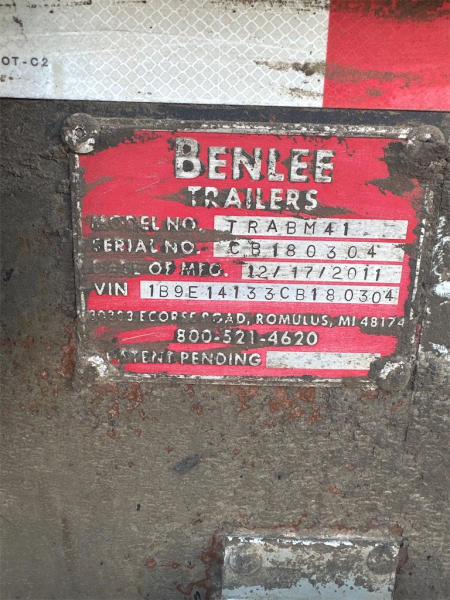 OT-C2
BENLEE
TRAILERS
MODEL NO. TRABM41
SERIAL NO. CB180304
OF MFG. 12/17/2011
VIN 1B9E14133CB180304
ECORSE ROAD, ROMULUS, MI 48174
800-521-4620
PATENT PENDING